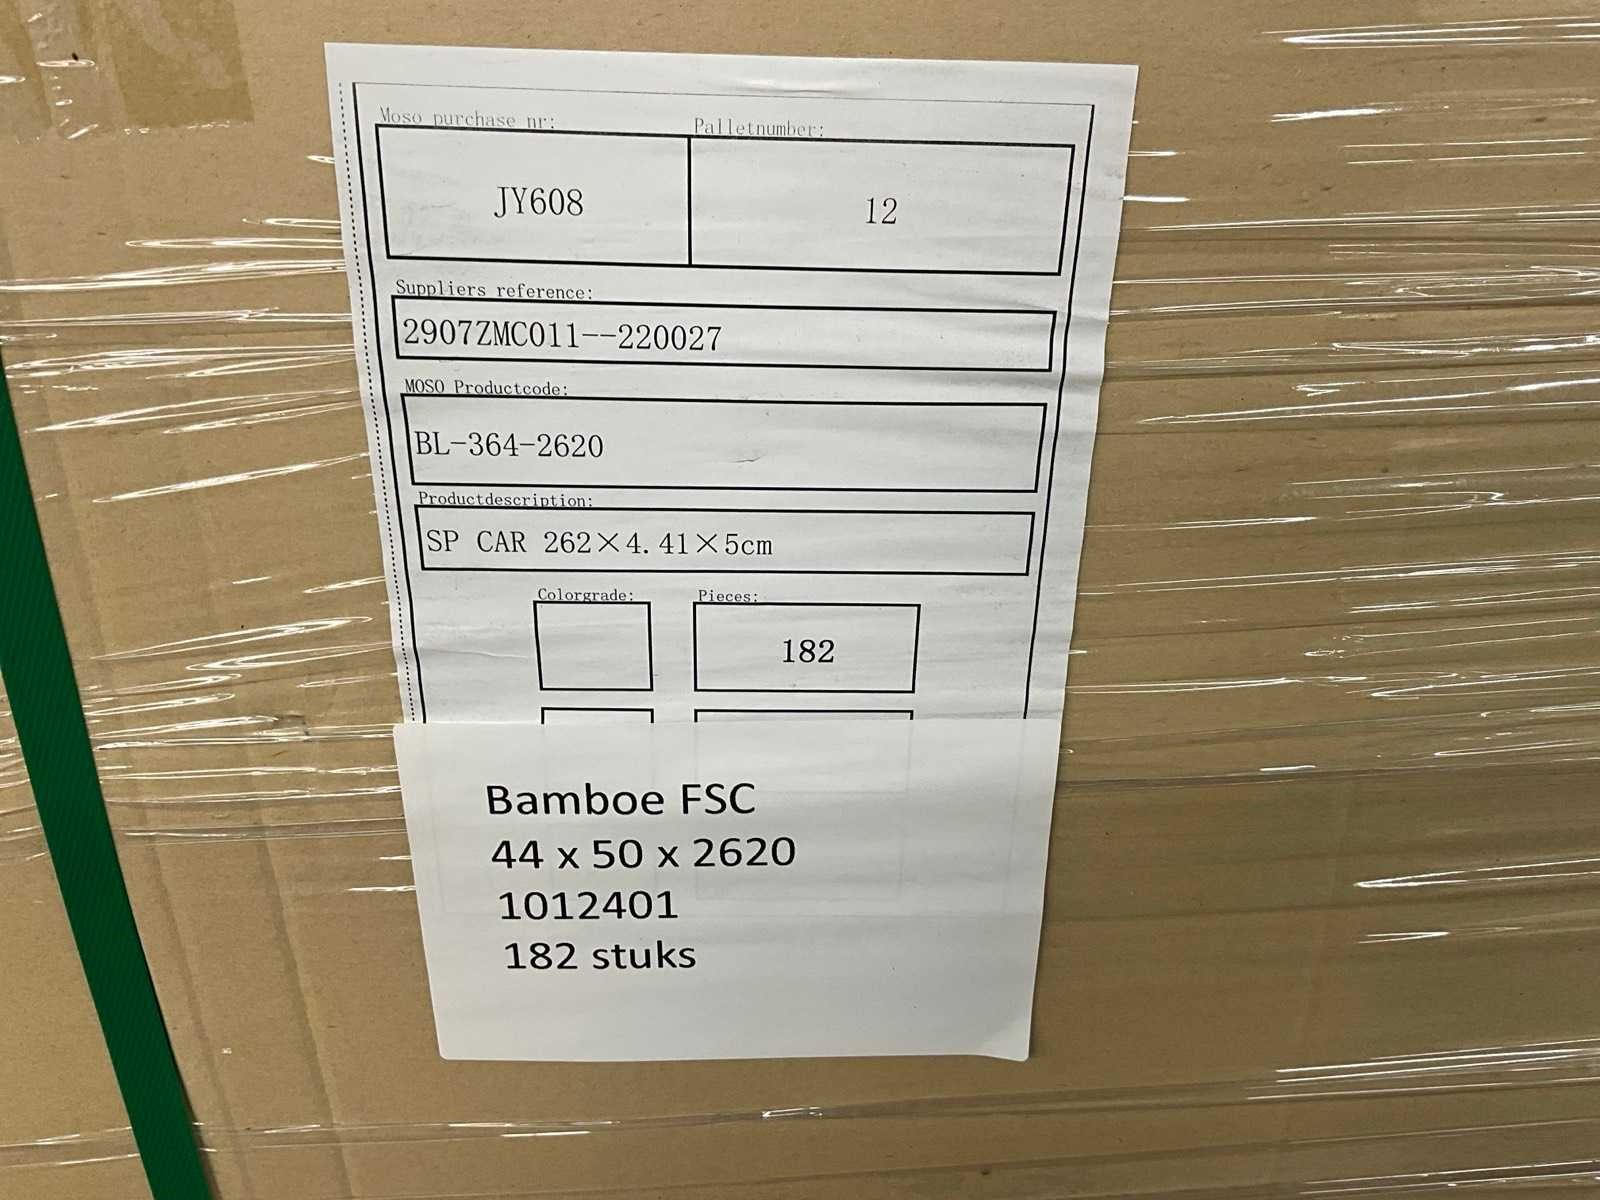 Moso purchase nr: Palletnumber:
JY608 12
Suppliers reference:
2907ZMC011--220027
MOSO Productcode:
BL-364-2620
Productdescription:
SP CAR 262×4.41×5cm
Colorgrade: Pieces:
182
Bamboe FSC
44 x 50 x 2620
1012401
182 stuks